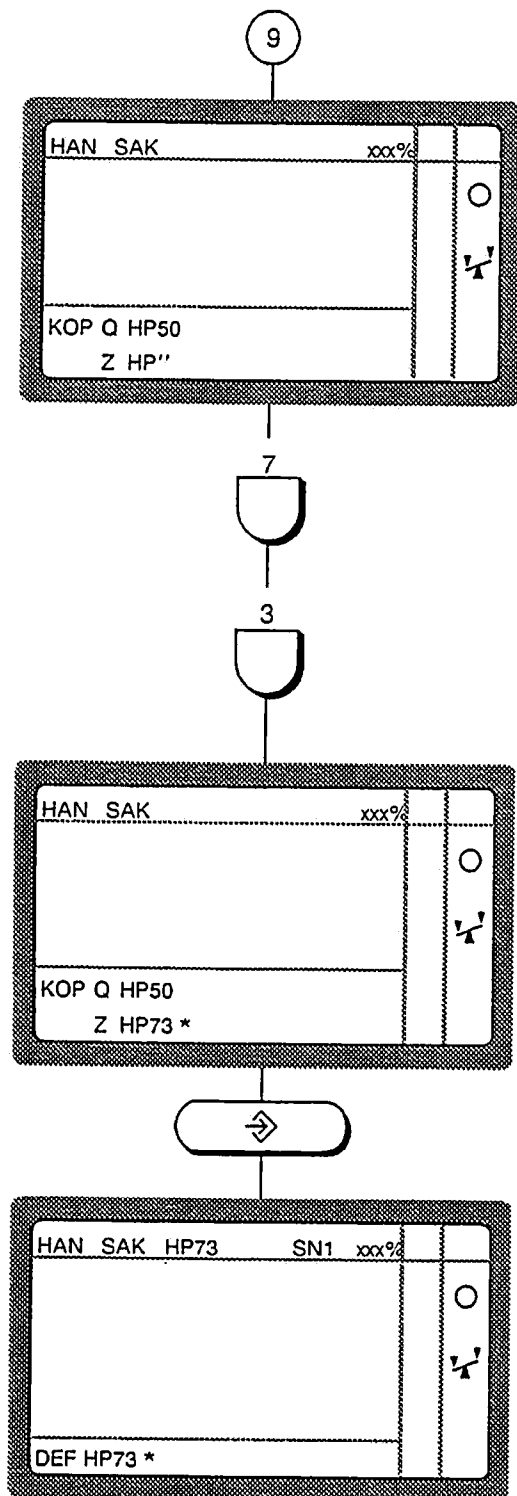 9
HAN SAK xxx%
KOP Q HP50
Z HP''
7
3
HAN SAK xxx%
KOP Q HP50
Z HP73 *
HAN SAK HP73 SN1 xxx%
DEF HP73 *